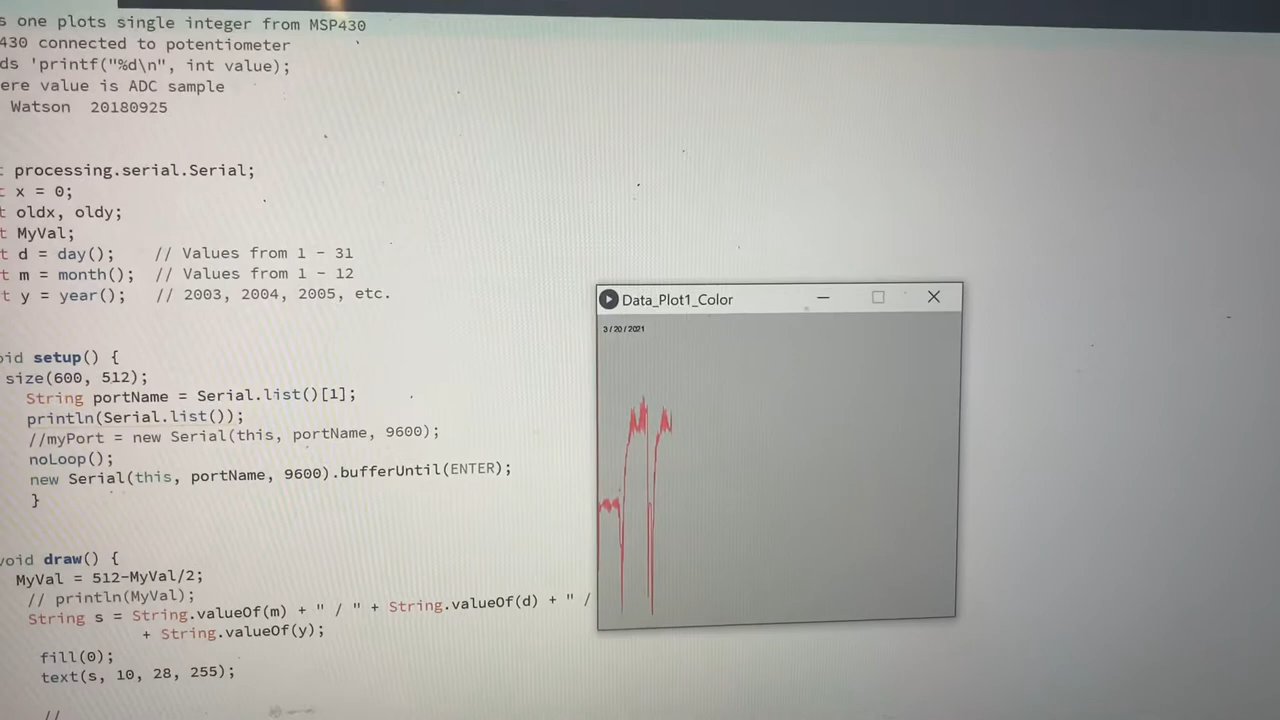 s one plots single integer from MSP430
430 connected to potentiometer
ds 'printf("%d\n", int value);
ere value is ADC sample
Watson 20180925
t processing.serial.Serial;
t x = 0;
t oldx, oldy;
t MyVal;
t d = day(); // Values from 1 - 31
t m = month(); // Values from 1 - 12
t y = year(); // 2003, 2004, 2005, etc.
oid setup() {
size(600, 512);
String portName = Serial.list()[1];
println(Serial.list());
//myPort = new Serial(this, portName, 9600);
noLoop();
new Serial(this, portName, 9600).bufferUntil(ENTER);
}
void draw() {
MyVal = 512-MyVal/2;
// println(MyVal);
String s = String.valueOf(m) + " / " + String.valueOf(d) + " /
+ String.valueOf(y);
fill(0);
text(s, 10, 28, 255);
//
Data_Plot1_Color
3 / 20 / 2021